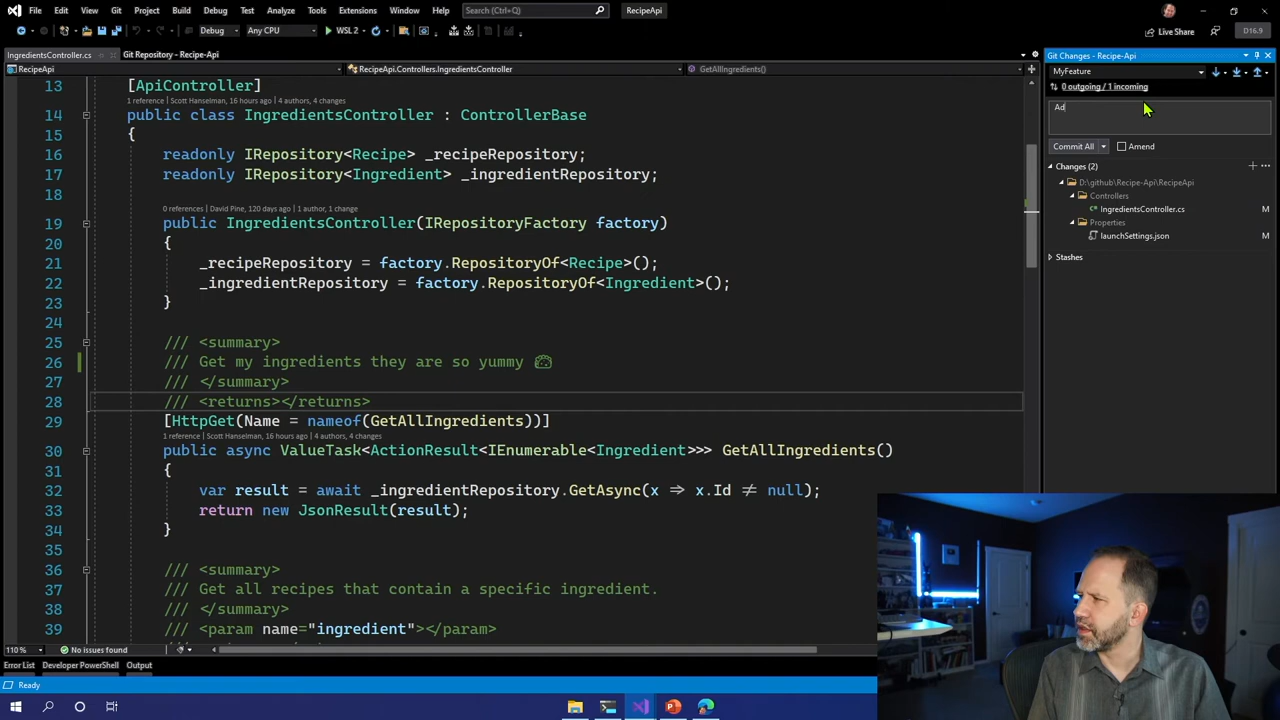 File Edit View Git Project Build Debug Test Analyze Tools Extensions Window Help Search (Ctrl+Q) RecipeApi
Debug Any CPU WSL 2 Live Share D16.9
IngredientsController.cs Git Repository - Recipe-Api
RecipeApi RecipeApi.Controllers.IngredientsController GetAllIngredients()
13 [ApiController]
1 reference | Scott Hanselman, 16 hours ago | 4 authors, 4 changes
14 public class IngredientsController : ControllerBase
15 {
16 readonly IRepository<Recipe> _recipeRepository;
17 readonly IRepository<Ingredient> _ingredientRepository;
18
0 references | David Pine, 120 days ago | 1 author, 1 change
19 public IngredientsController(IRepositoryFactory factory)
20 {
21 _recipeRepository = factory.RepositoryOf<Recipe>();
22 _ingredientRepository = factory.RepositoryOf<Ingredient>();
23 }
24
25 /// <summary>
26 /// Get my ingredients they are so yummy
27 /// </summary>
28 /// <returns></returns>
29 [HttpGet(Name = nameof(GetAllIngredients))]
1 reference | Scott Hanselman, 16 hours ago | 4 authors, 4 changes
30 public async ValueTask<ActionResult<IEnumerable<Ingredient>>> GetAllIngredients()
31 {
32 var result = await _ingredientRepository.GetAsync(x ⇒ x.Id ≠ null);
33 return new JsonResult(result);
34 }
35
36 /// <summary>
37 /// Get all recipes that contain a specific ingredient.
38 /// </summary>
39 /// <param name="ingredient"></param>
110 % No issues found
Error List Developer PowerShell Output
Ready
Git Changes - Recipe-Api
MyFeature
0 outgoing / 1 incoming
Ad
Commit All Amend
Changes (2)
D:\github\Recipe-Api\RecipeApi
Controllers
IngredientsController.cs M
Properties
launchSettings.json M
Stashes